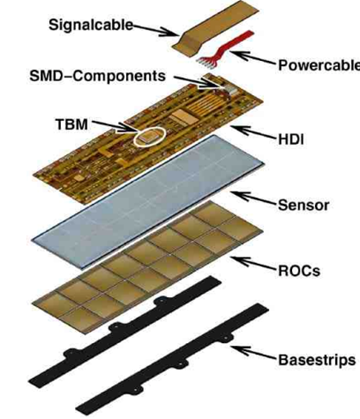 Signalcable
Powercable
SMD-Components
TBM
HDI
Sensor
ROCs
Basestrips